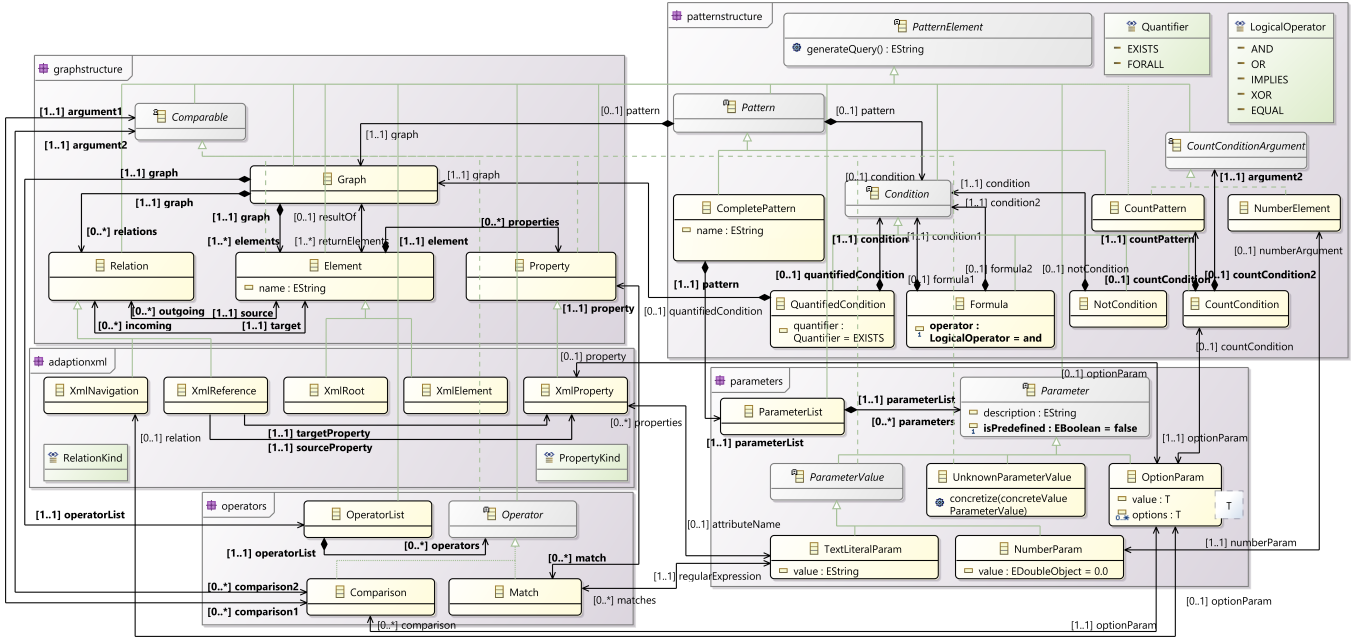 patternstructure
PatternElement
generateQuery() : EString
Quantifier
EXISTS
FORALL
LogicalOperator
AND
OR
IMPLIES
XOR
EQUAL
graphstructure
[1..1] argument1
Comparable
[1..1] argument2
[0..1] pattern
Pattern
[0..1] pattern
[1..1] graph
CountConditionArgument
[1..1] argument2
[1..1] graph
Graph
[1..1] graph
[0..1] condition
[1..1] condition
Condition
[0..1] condition2
[1..1] graph
[1..1] graph
[0..1] resultOf
[0..*] properties
CompletePattern
name : EString
CountPattern
NumberElement
[0..*] relations
[1..*] elements
[1..*] returnElements
[1..1] element
[1..1] condition
[0..1] condition1
[1..1] countPattern
[0..1] numberArgument
Relation
Element
name : EString
Property
[1..1] pattern
[0..1] quantifiedCondition
[0..1] formula1
[0..1] formula2
[0..1] notCondition
[0..1] countCondition
[0..1] countCondition2
[0..*] outgoing
[1..1] source
[1..1] property
[0..*] incoming
[1..1] target
[0..1] quantifiedCondition
QuantifiedCondition
quantifier :
Quantifier = EXISTS
Formula
operator :
LogicalOperator = and
NotCondition
CountCondition
[0..1] countCondition
adaptionxml
[0..1] property
XmlNavigation
XmlReference
XmlRoot
XmlElement
XmlProperty
[0..*] properties
[0..1] relation
[1..1] targetProperty
[1..1] sourceProperty
RelationKind
PropertyKind
parameters
[0..1] optionParam
ParameterList
[1..1] parameterList
[0..*] parameters
[1..1] parameterList
Parameter
description : EString
isPredefined : EBoolean = false
[1..1] optionParam
ParameterValue
UnknownParameterValue
concretize(concreteValue
ParameterValue)
OptionParam
value : T
options : T
T
operators
OperatorList
Operator
[1..1] operatorList
[1..1] operatorList
[0..*] operators
[0..*] match
[0..1] attributeName
[1..1] numberParam
TextLiteralParam
value : EString
NumberParam
value : EDoubleObject = 0.0
[1..1] regularExpression
[0..*] comparison2
Comparison
Match
[0..*] matches
[0..*] comparison1
[0..*] comparison
[1..1] optionParam
[0..1] optionParam